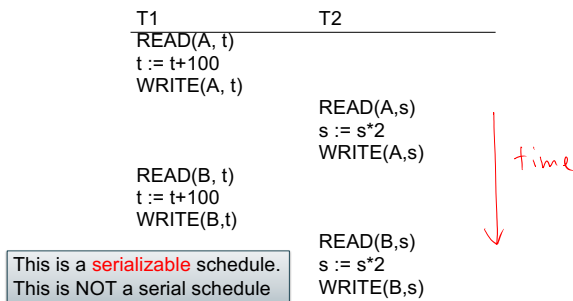 T1 T2
READ(A, t)
t := t+100
WRITE(A, t)
READ(A,s)
s := s*2
WRITE(A,s)
time
READ(B, t)
t := t+100
WRITE(B,t)
READ(B,s)
s := s*2
WRITE(B,s)
This is a serializable schedule.
This is NOT a serial schedule